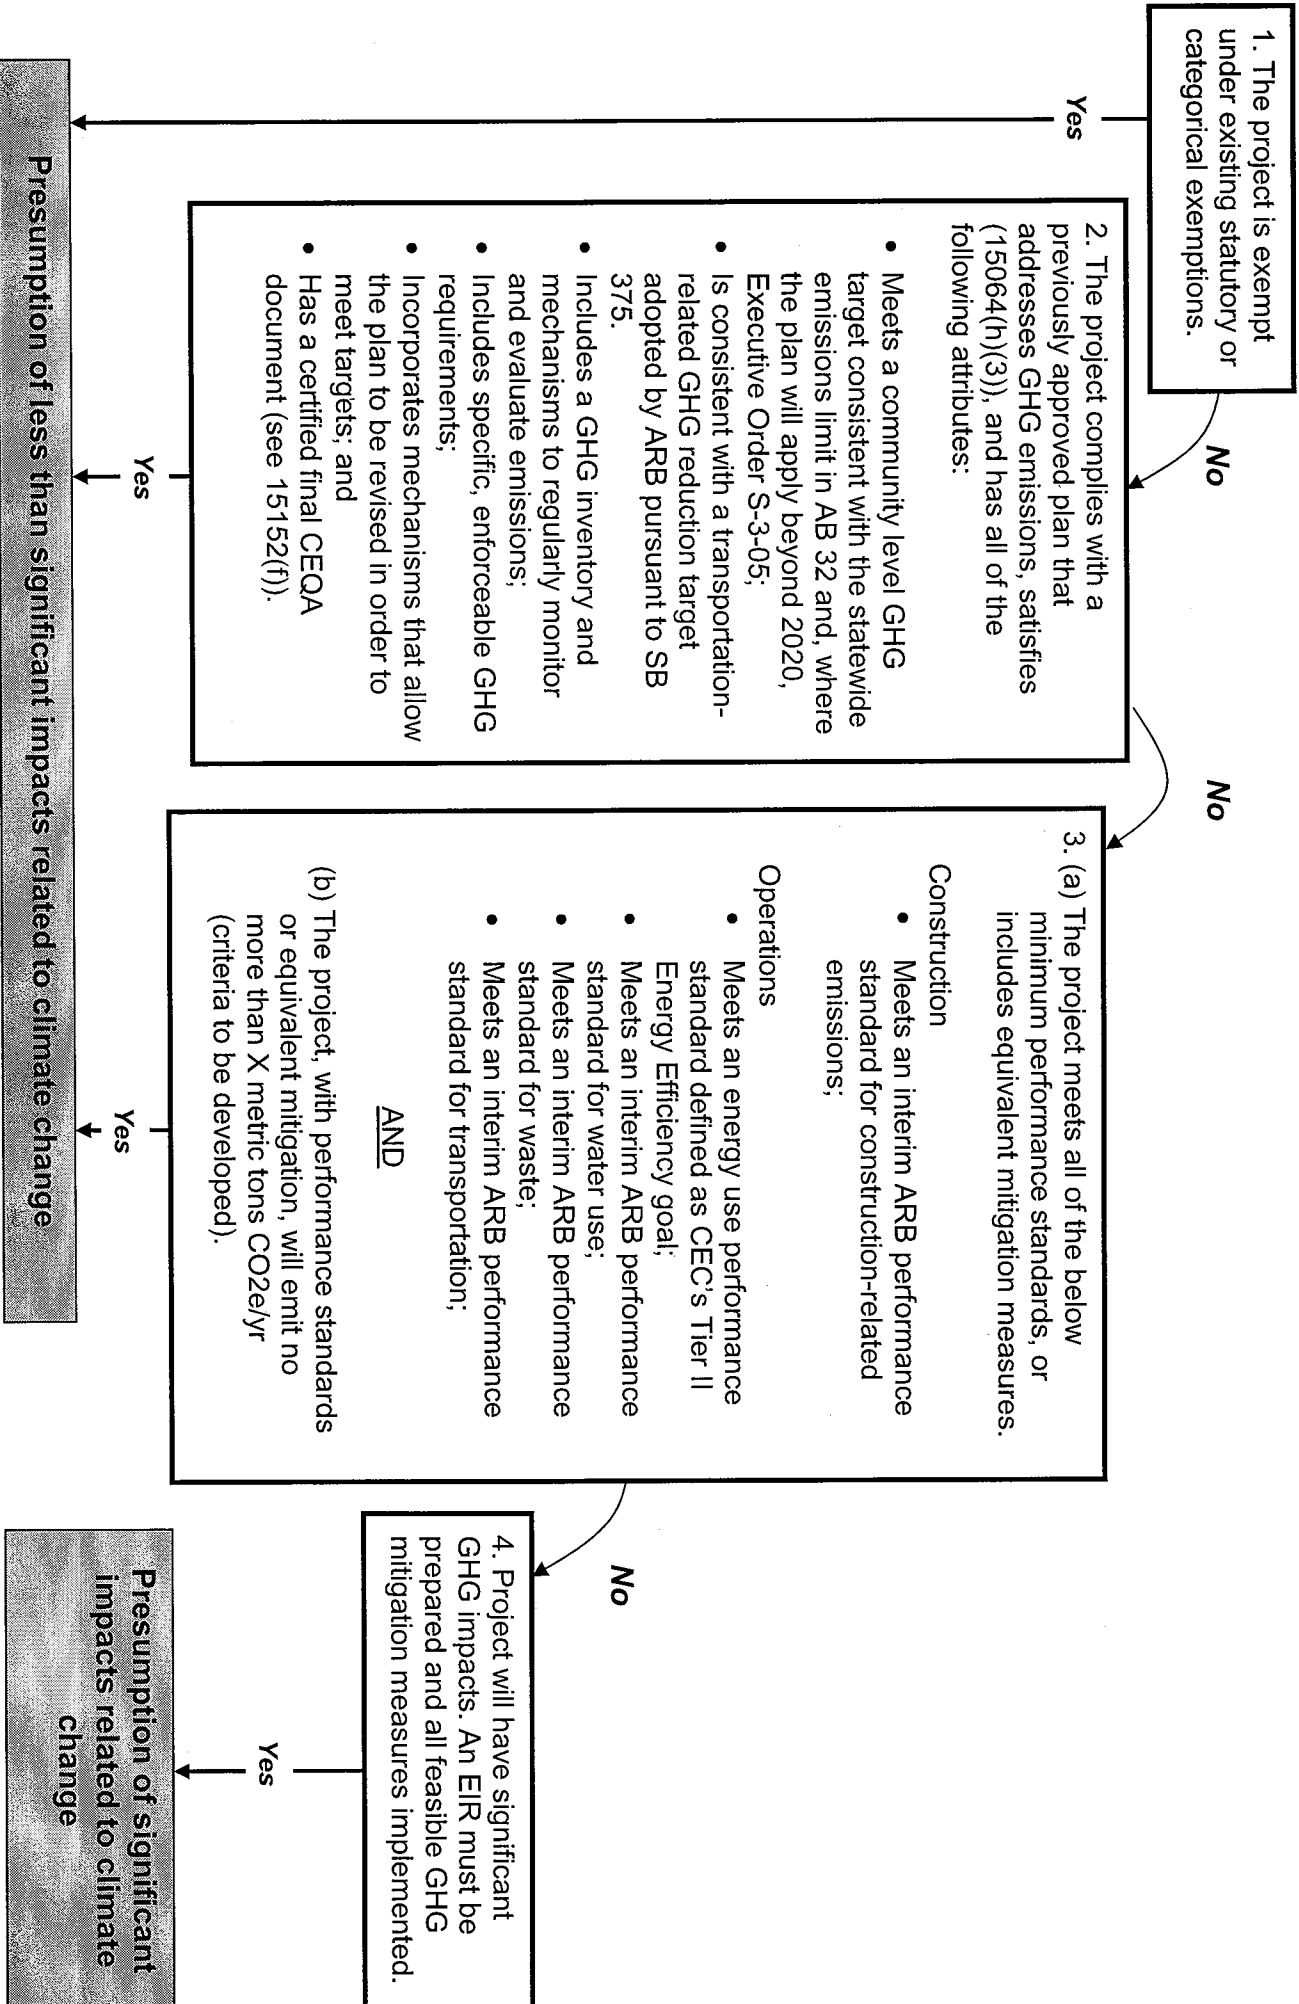 1. The project is exempt
under existing statutory or
categorical exemptions.
Yes
No
2. The project complies with a
previously approved plan that
addresses GHG emissions, satisfies
(15064(h)(3)), and has all of the
following attributes:
• Meets a community level GHG
target consistent with the statewide
emissions limit in AB 32 and, where
the plan will apply beyond 2020,
Executive Order S-3-05;
• Is consistent with a transportation-
related GHG reduction target
adopted by ARB pursuant to SB
375.
• Includes a GHG inventory and
mechanisms to regularly monitor
and evaluate emissions;
• Includes specific, enforceable GHG
requirements;
• Incorporates mechanisms that allow
the plan to be revised in order to
meet targets; and
• Has a certified final CEQA
document (see 15152(f)).
Yes
No
3. (a) The project meets all of the below
minimum performance standards, or
includes equivalent mitigation measures.
Construction
• Meets an interim ARB performance
standard for construction-related
emissions;
Operations
• Meets an energy use performance
standard defined as CEC's Tier II
Energy Efficiency goal;
• Meets an interim ARB performance
standard for water use;
• Meets an interim ARB performance
standard for waste;
• Meets an interim ARB performance
standard for transportation;
AND
(b) The project, with performance standards
or equivalent mitigation, will emit no
more than X metric tons CO2e/yr
(criteria to be developed).
Yes
No
4. Project will have significant
GHG impacts. An EIR must be
prepared and all feasible GHG
mitigation measures implemented.
Yes
Presumption of less than significant impacts related to climate change
Presumption of significant
impacts related to climate
change